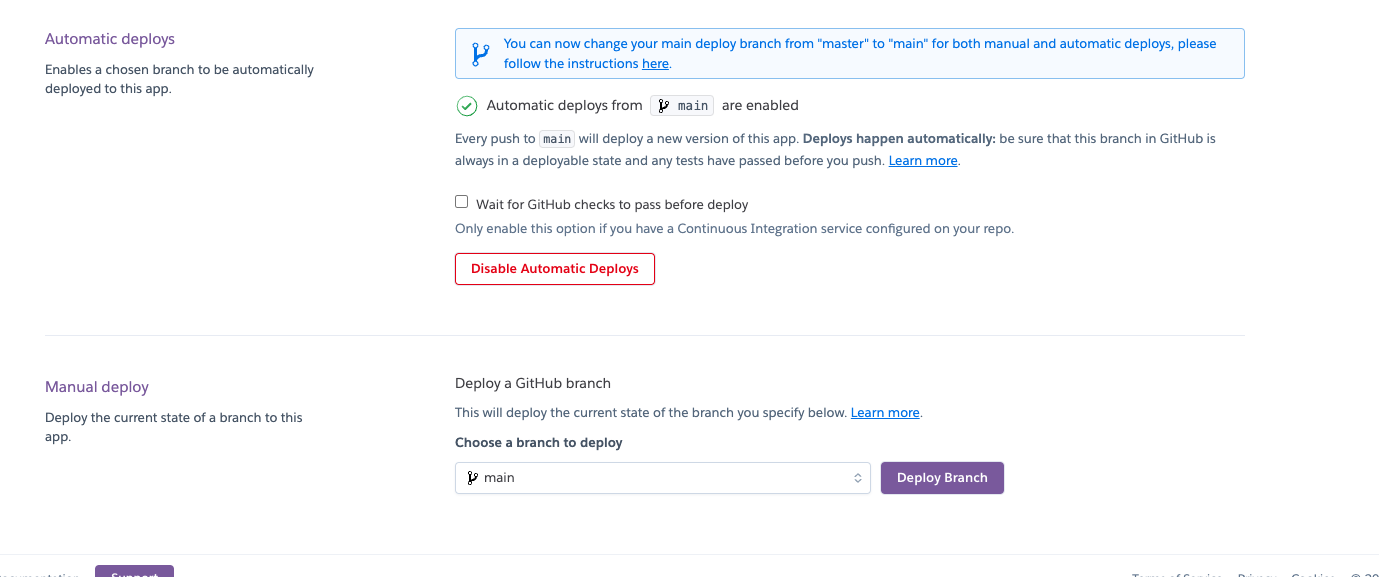 Automatic deploys
Enables a chosen branch to be automatically
deployed to this app.
You can now change your main deploy branch from "master" to "main" for both manual and automatic deploys, please
follow the instructions here.
Automatic deploys from main are enabled
Every push to main will deploy a new version of this app. Deploys happen automatically: be sure that this branch in GitHub is
always in a deployable state and any tests have passed before you push. Learn more.
Wait for GitHub checks to pass before deploy
Only enable this option if you have a Continuous Integration service configured on your repo.
Disable Automatic Deploys
Manual deploy
Deploy the current state of a branch to this
app.
Deploy a GitHub branch
This will deploy the current state of the branch you specify below. Learn more.
Choose a branch to deploy
main
Deploy Branch
Support
Terms of Service Privacy Cookies